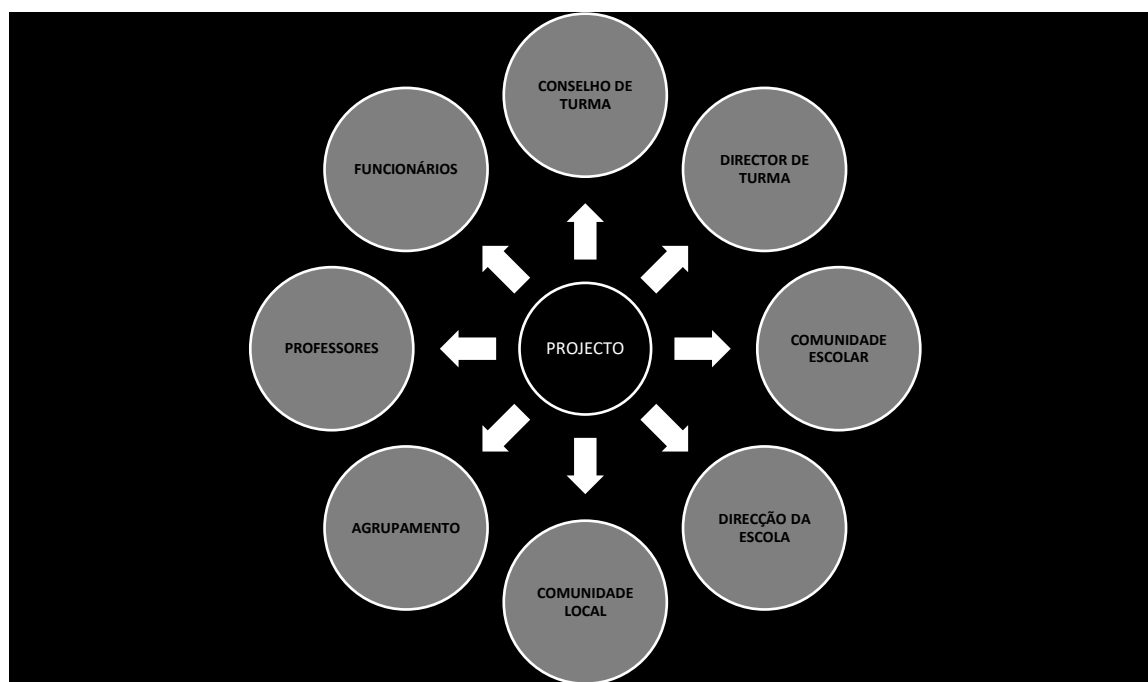 CONSELHO DE
TURMA
FUNCIONÁRIOS
DIRECTOR DE
TURMA
PROFESSORES
PROJECTO
COMUNIDADE
ESCOLAR
AGRUPAMENTO
DIRECÇÃO DA
ESCOLA
COMUNIDADE
LOCAL